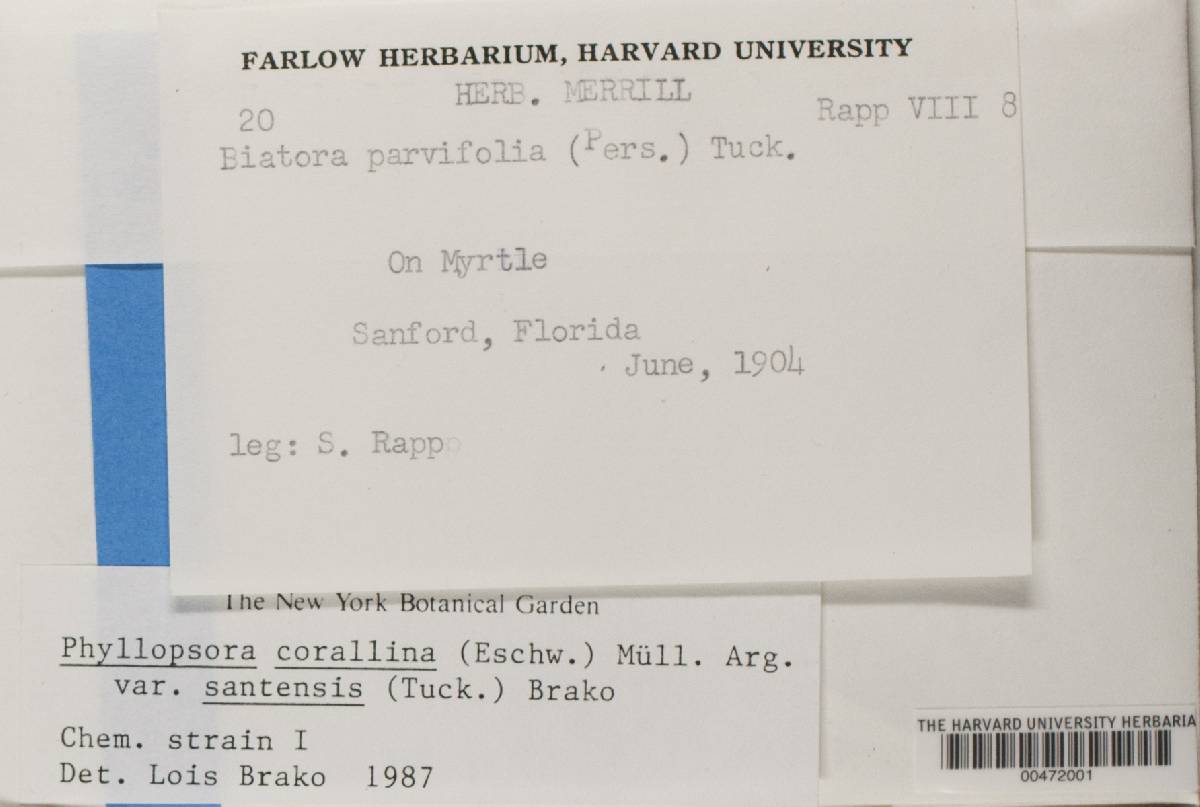 FARLOW HERBARIUM, HARVARD UNIVERSITY
HERB. MERRILL
20
Rapp VIII 8
Biatora parvifolia (Pers.) Tuck.
On Myrtle
Sanford, Florida
June, 1904
leg: S. Rapp
The New York Botanical Garden
Phyllopsora corallina (Eschw.) Müll. Arg.
var. santensis (Tuck.) Brako
Chem. strain I
Det. Lois Brako 1987
THE HARVARD UNIVERSITY HERBARIA
00472001